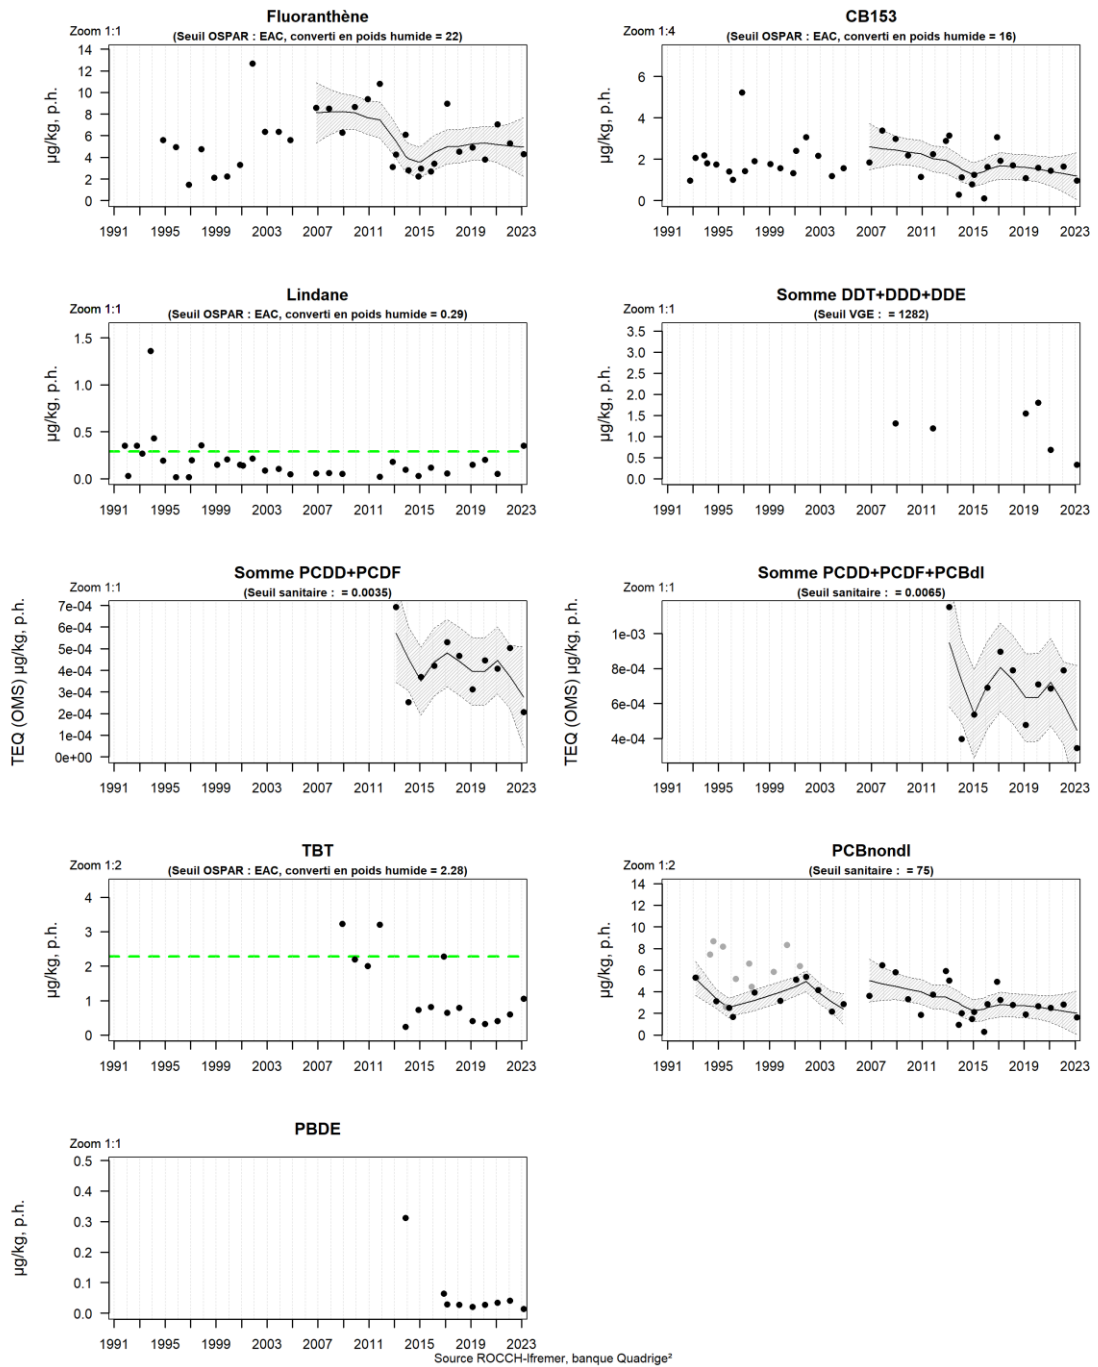 Fluoranthène
Zoom 1:1
(Seuil OSPAR : EAC, converti en poids humide = 22)
14
12
10
8
6
4
2
0
µg/kg, p.h.
1991 1995 1999 2003 2007 2011 2015 2019 2023
CB153
Zoom 1:4
(Seuil OSPAR : EAC, converti en poids humide = 16)
6
4
2
0
µg/kg, p.h.
1991 1995 1999 2003 2007 2011 2015 2019 2023
Lindane
Zoom 1:1
(Seuil OSPAR : EAC, converti en poids humide = 0.29)
1.5
1.0
0.5
0.0
µg/kg, p.h.
1991 1995 1999 2003 2007 2011 2015 2019 2023
Somme DDT+DDD+DDE
Zoom 1:1
(Seuil VGE : = 1282)
3.5
3.0
2.5
2.0
1.5
1.0
0.5
0.0
µg/kg, p.h.
1991 1995 1999 2003 2007 2011 2015 2019 2023
Somme PCDD+PCDF
Zoom 1:1
(Seuil sanitaire : = 0.0035)
7e-04
6e-04
5e-04
4e-04
3e-04
2e-04
1e-04
0e+00
TEQ (OMS) µg/kg, p.h.
1991 1995 1999 2003 2007 2011 2015 2019 2023
Somme PCDD+PCDF+PCBdl
Zoom 1:1
(Seuil sanitaire : = 0.0065)
1e-03
8e-04
6e-04
4e-04
TEQ (OMS) µg/kg, p.h.
1991 1995 1999 2003 2007 2011 2015 2019 2023
TBT
Zoom 1:2
(Seuil OSPAR : EAC, converti en poids humide = 2.28)
4
3
2
1
0
µg/kg, p.h.
1991 1995 1999 2003 2007 2011 2015 2019 2023
PCBnondl
Zoom 1:2
(Seuil sanitaire : = 75)
14
12
10
8
6
4
2
0
µg/kg, p.h.
1991 1995 1999 2003 2007 2011 2015 2019 2023
PBDE
Zoom 1:1
0.5
0.4
0.3
0.2
0.1
0.0
µg/kg, p.h.
1991 1995 1999 2003 2007 2011 2015 2019 2023
Source ROCCH-Ifremer, banque Quadrige²